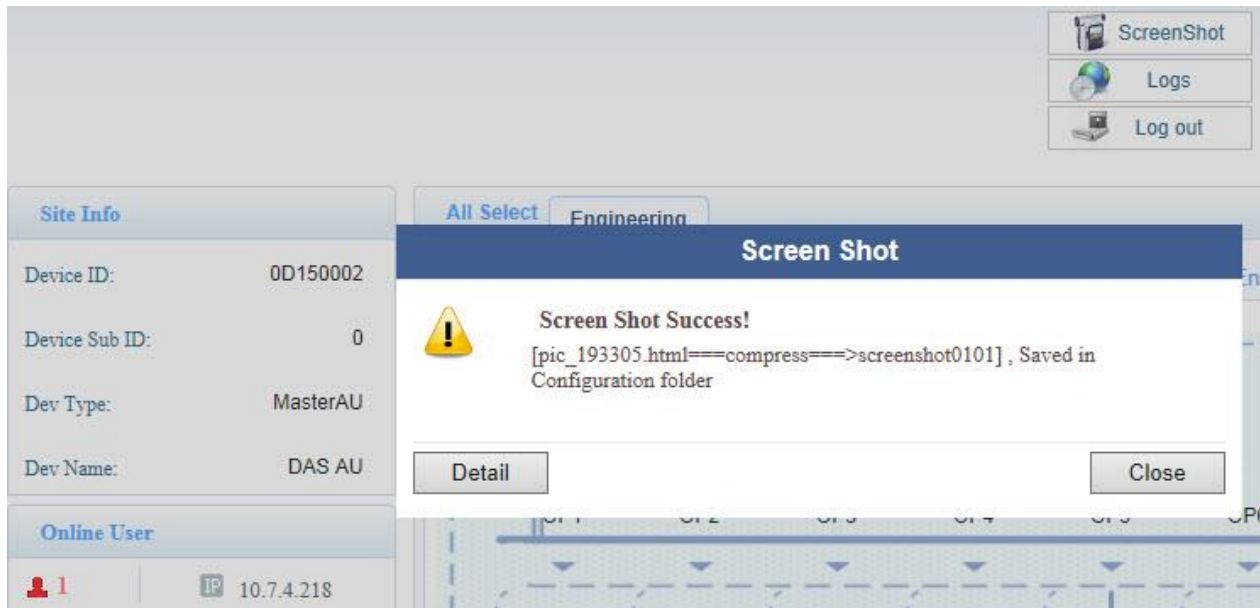 ScreenShot
Logs
Log out
Site Info
Device ID: 0D150002
Device Sub ID: 0
Dev Type: MasterAU
Dev Name: DAS AU
Online User
1 IP 10.7.4.218
All Select Engineering
Screen Shot
Screen Shot Success!
[pic_193305.html===compress===>screenshot0101] , Saved in
Configuration folder
Detail Close